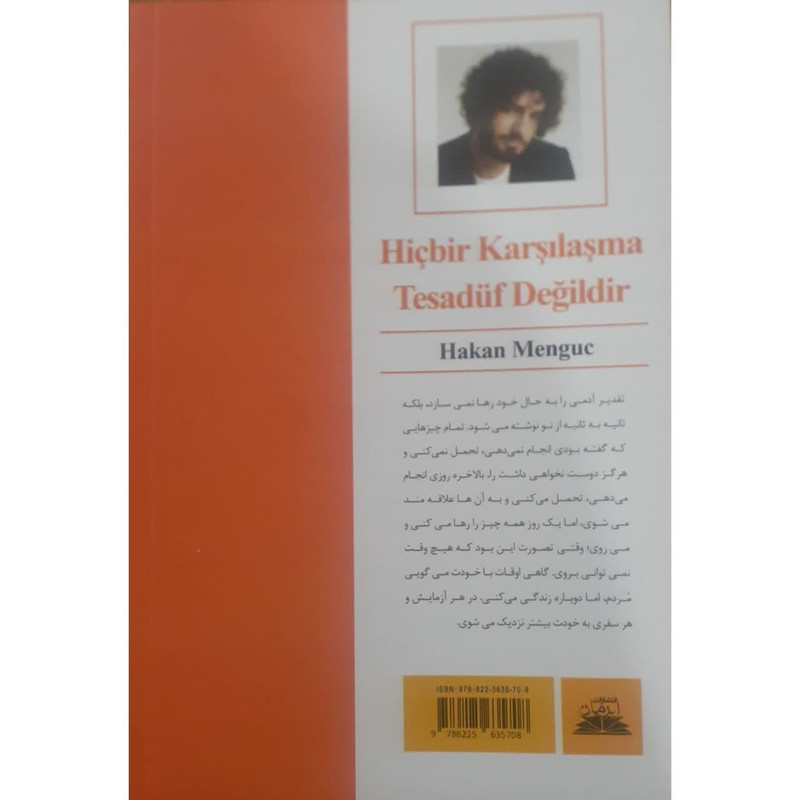 Hiçbir Karşılaşma
Tesadüf Değildir
Hakan Menguc
تقدیر آدمی را به حال خود رها نمی سازد، بلکه
ثانیه به ثانیه از نو نوشته می شود. تمام چیزهایی
که گفته بودی انجام نمی‌دهی، تحمل نمی‌کنی و
هرگز دوست نخواهی داشت را، بالاخره روزی انجام
می‌دهی، تحمل می‌کنی و به آن ها علاقه مند
می شوی، اما یک روز همه چیز را رها می کنی و
می روی؛ وقتی تصورت این بود که هیچ وقت
نمی توانی بروی. گاهی اوقات با خودت می گویی
مُردم، اما دوباره زندگی می‌کنی. در هر آزمایش و
هر سفری به خودت بیشتر نزدیک می شوی.
ISBN: 978-622-5635-70-8
9 786225 635708
انتشارات
آبرمان